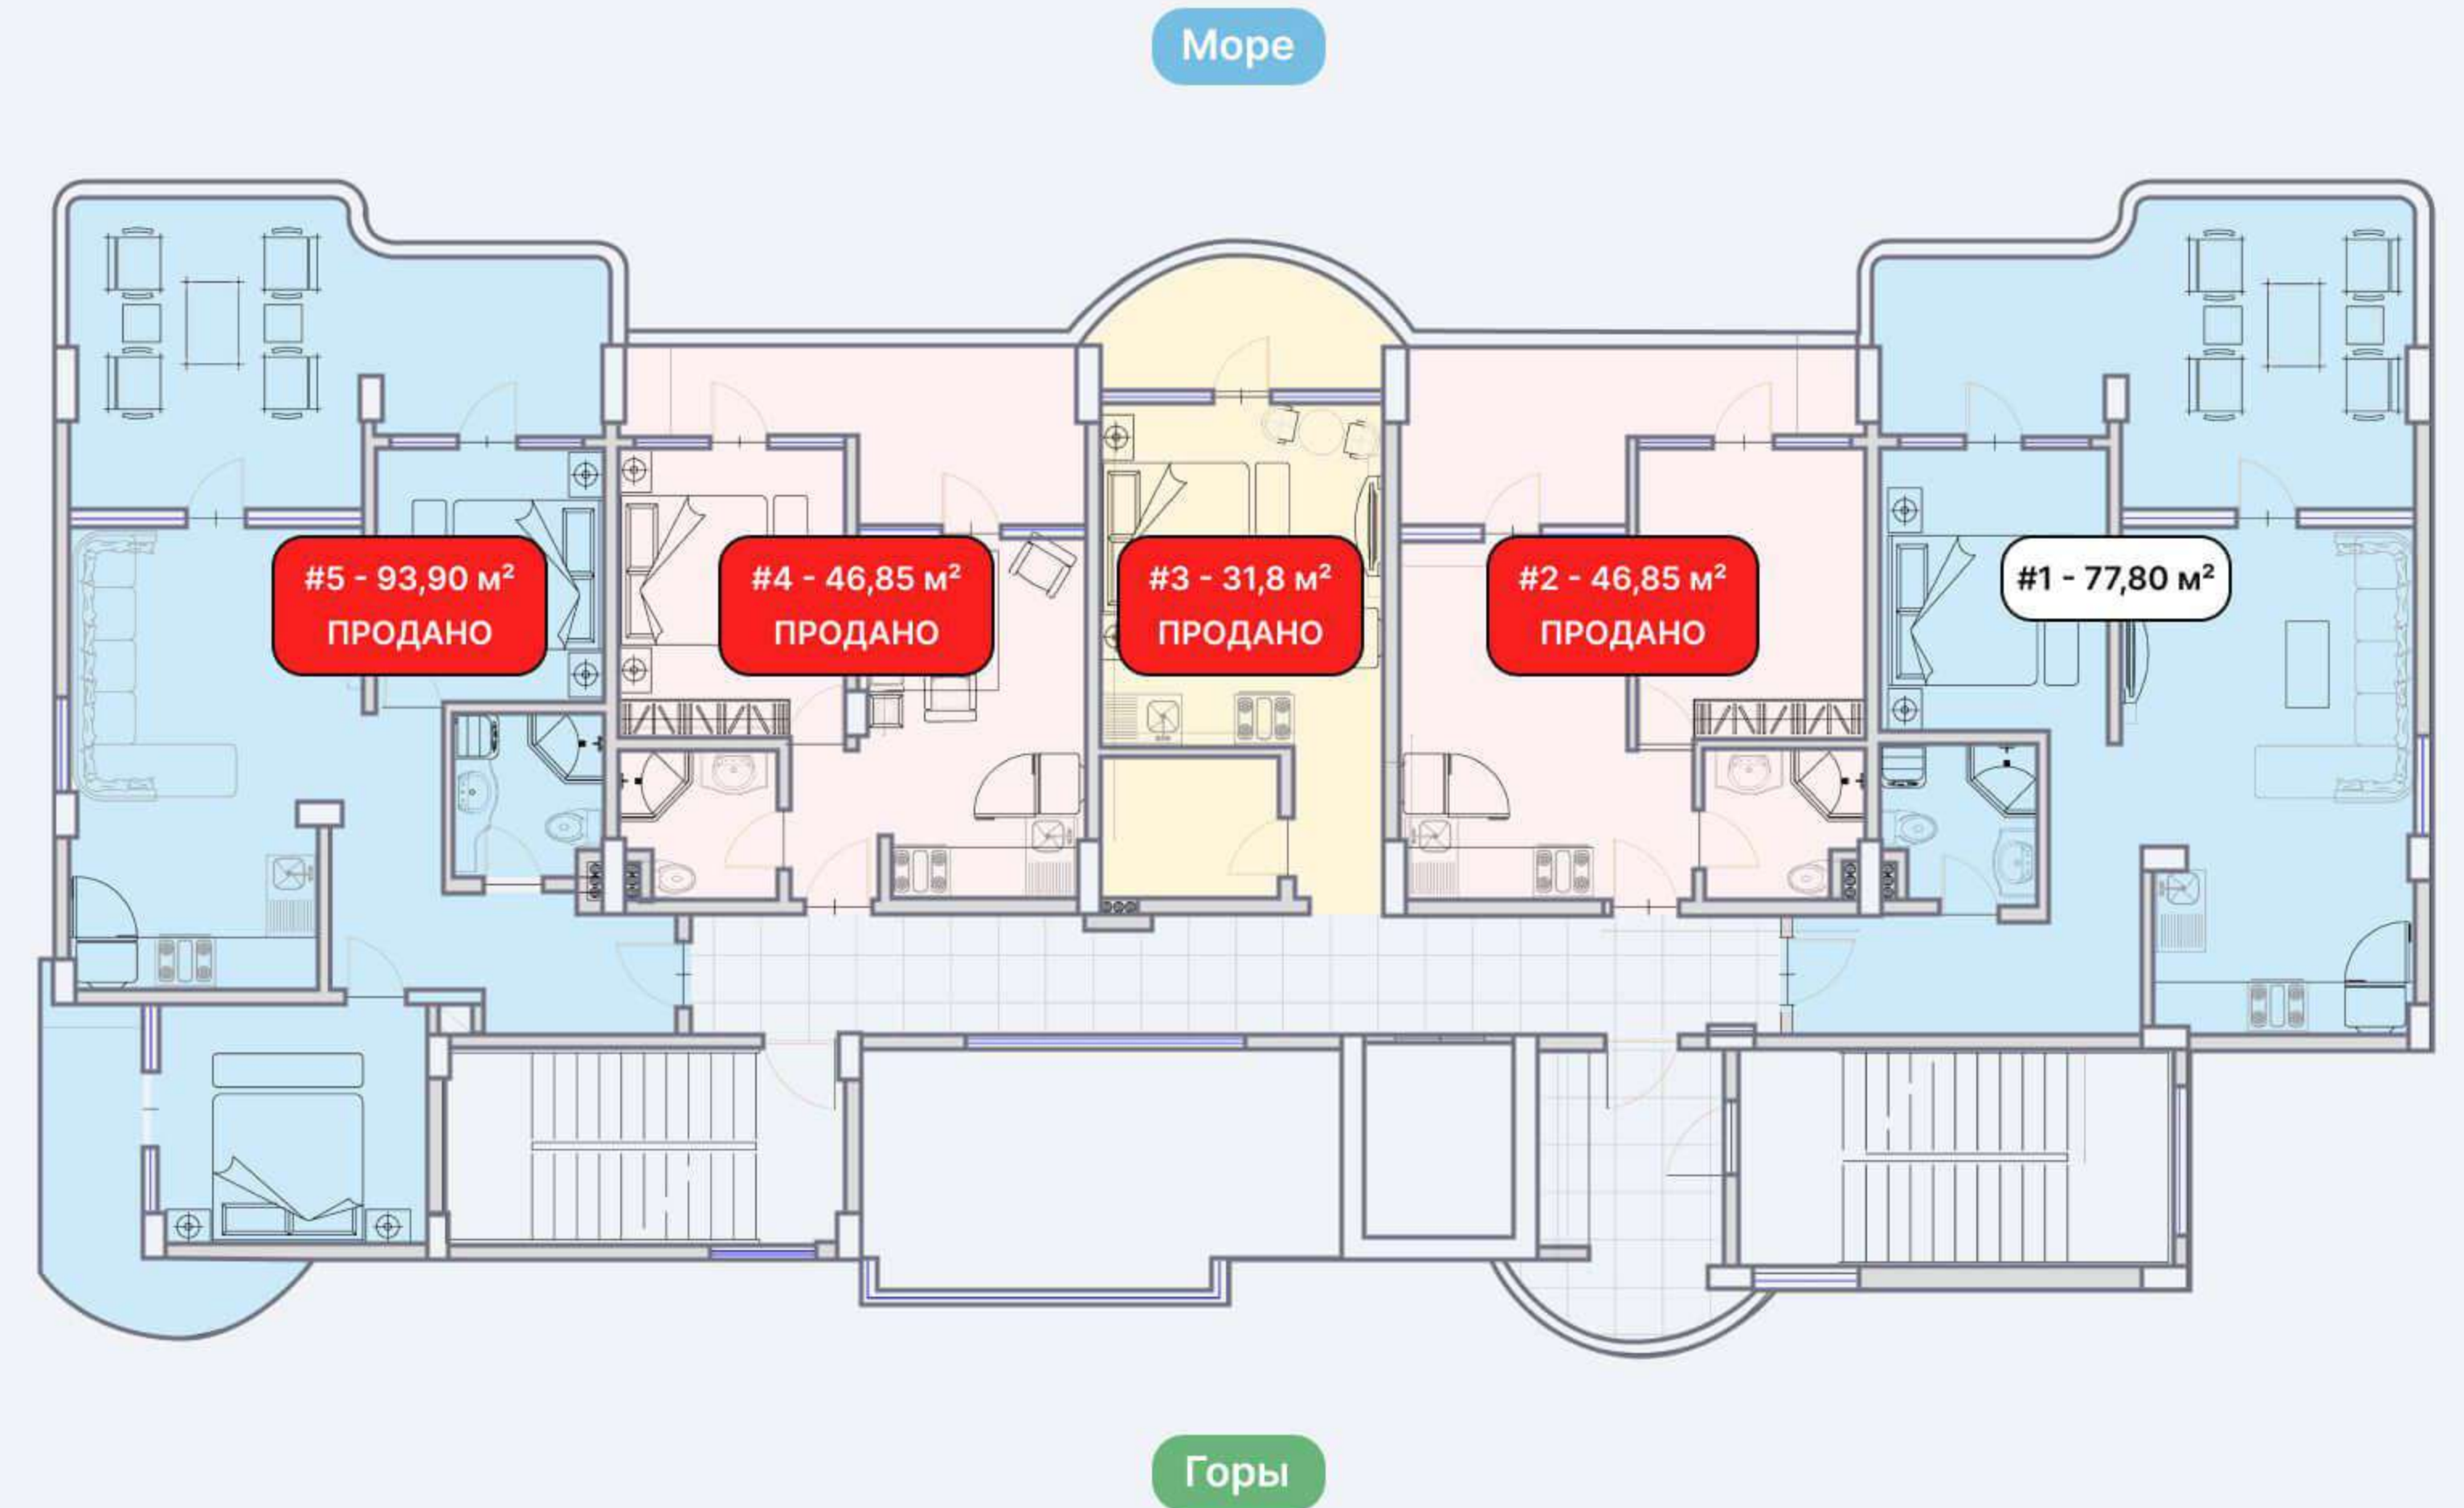 Море
#5 - 93,90 м²
ПРОДАНО
#4 - 46,85 м²
ПРОДАНО
#3 - 31,8 м²
ПРОДАНО
#2 - 46,85 м²
ПРОДАНО
#1 - 77,80 м²
Горы